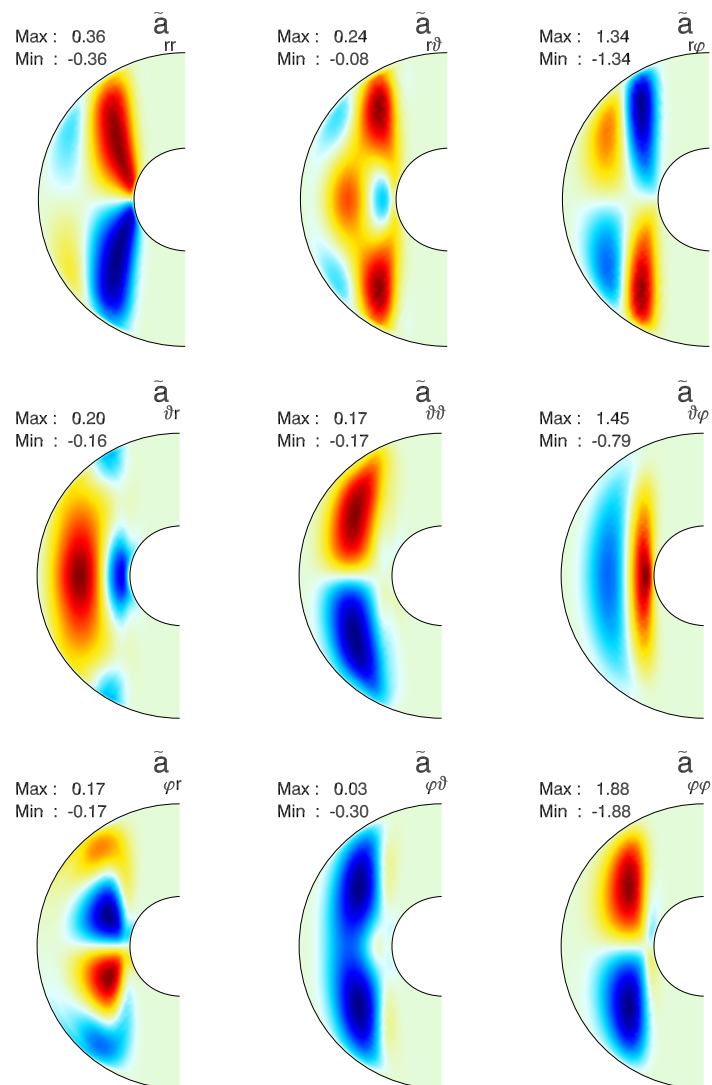 ã rr
Max : 0.36
Min : -0.36
ã rϑ
Max : 0.24
Min : -0.08
ã rφ
Max : 1.34
Min : -1.34
ã ϑr
Max : 0.20
Min : -0.16
ã ϑϑ
Max : 0.17
Min : -0.17
ã ϑφ
Max : 1.45
Min : -0.79
ã φr
Max : 0.17
Min : -0.17
ã φϑ
Max : 0.03
Min : -0.30
ã φφ
Max : 1.88
Min : -1.88